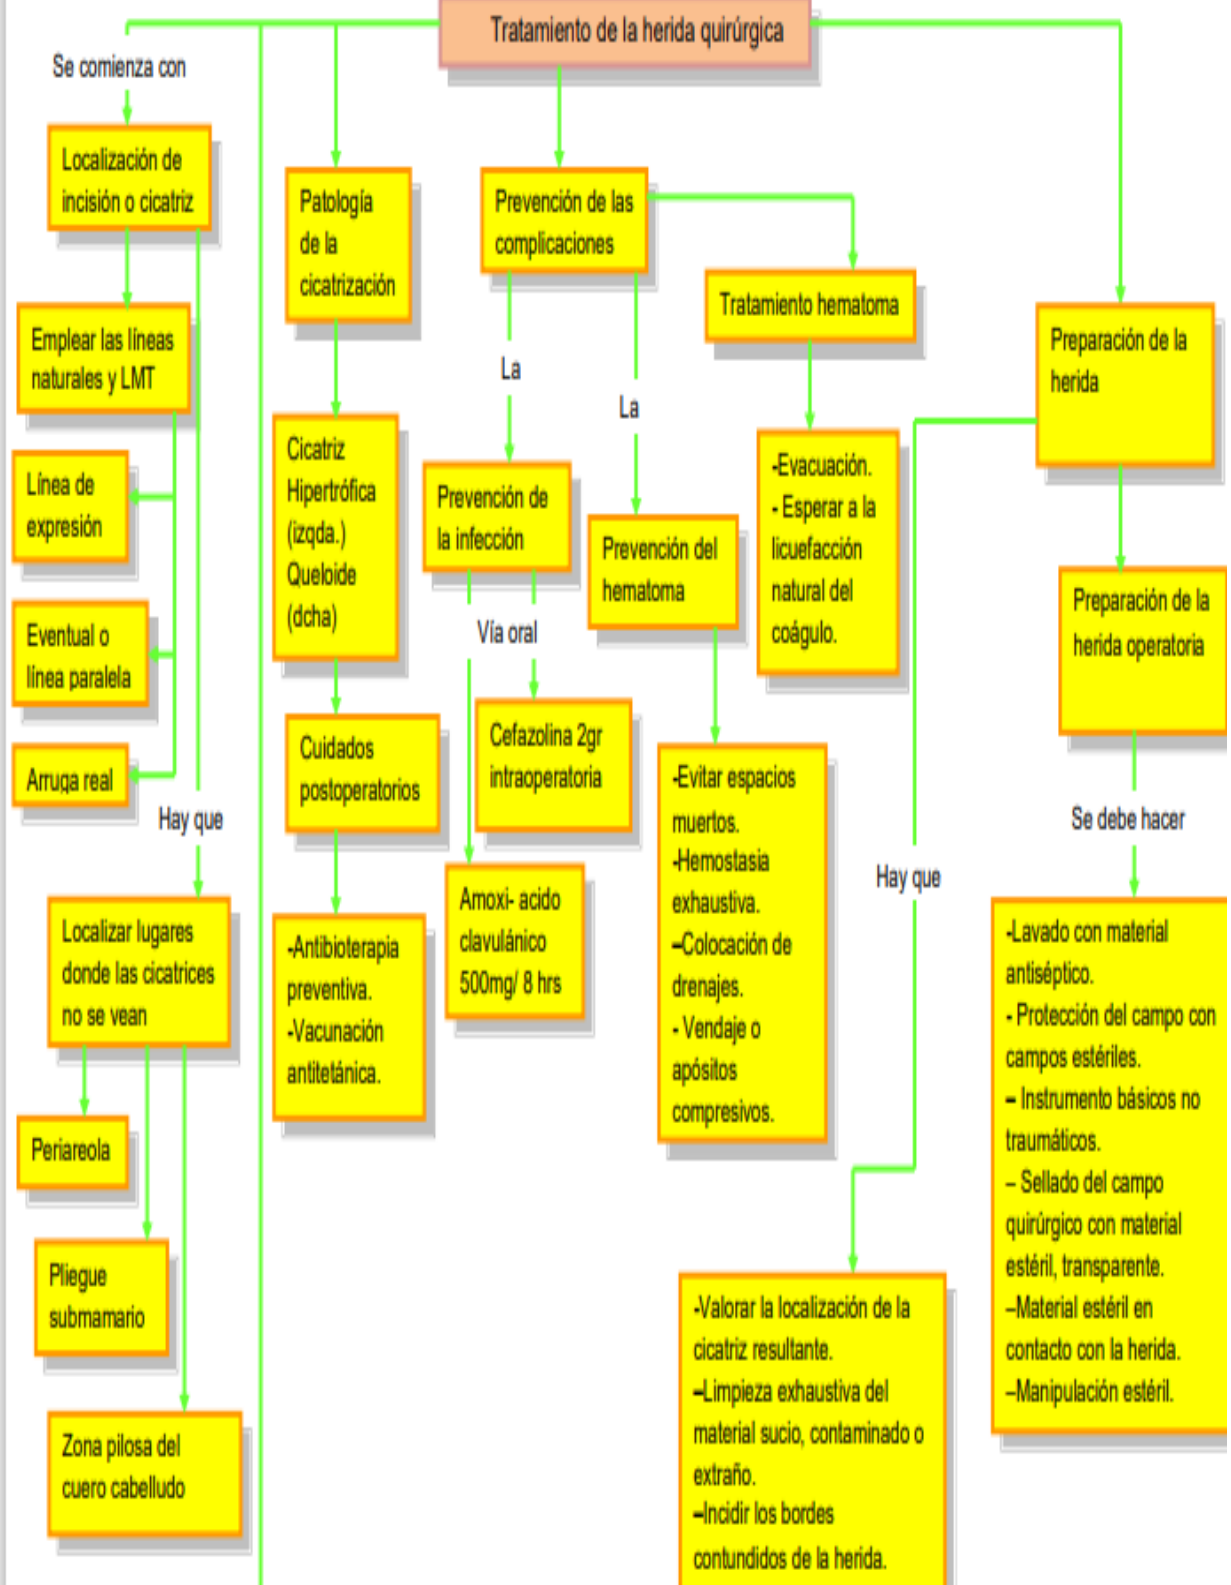 Tratamiento de la herida quirúrgica
Se comienza con
Localización de
incisión o cicatriz
Emplear las líneas
naturales y LMT
Línea de
expresión
Eventual o
línea paralela
Arruga real
Hay que
Localizar lugares
donde las cicatrices
no se vean
Periareola
Pliegue
submamario
Zona pilosa del
cuero cabelludo
Patología
de la
cicatrización
Cicatriz
Hipertrófica
(izqda.)
Queloide
(dcha)
Cuidados
postoperatorios
-Antibioterapia
preventiva.
-Vacunación
antitetánica.
Prevención de las
complicaciones
La
Prevención de
la infección
Vía oral
Cefazolina 2gr
intraoperatoria
Amoxi- acido
clavulánico
500mg/ 8 hrs
La
Prevención del
hematoma
-Evitar espacios
muertos.
-Hemostasia
exhaustiva.
–Colocación de
drenajes.
- Vendaje o
apósitos
compresivos.
Tratamiento hematoma
-Evacuación.
- Esperar a la
licuefacción
natural del
coágulo.
Preparación de la
herida
Hay que
-Valorar la localización de la
cicatriz resultante.
–Limpieza exhaustiva del
material sucio, contaminado o
extraño.
–Incidir los bordes
contundidos de la herida.
Preparación de la
herida operatoria
Se debe hacer
-Lavado con material
antiséptico.
- Protección del campo con
campos estériles.
– Instrumento básicos no
traumáticos.
– Sellado del campo
quirúrgico con material
estéril, transparente.
–Material estéril en
contacto con la herida.
–Manipulación estéril.